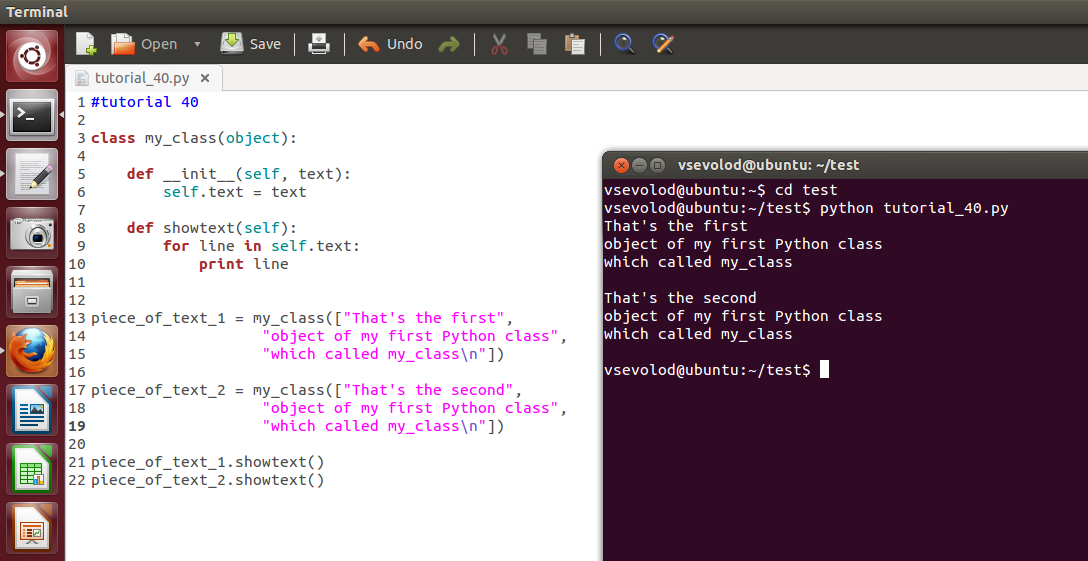 Terminal
Open Save Undo
tutorial_40.py
1 #tutorial 40
2
3 class my_class(object):
4
5     def __init__(self, text):
6         self.text = text
7
8     def showtext(self):
9         for line in self.text:
10             print line
11
12
13 piece_of_text_1 = my_class(["That's the first",
14                    "object of my first Python class",
15                    "which called my_class\n"])
16
17 piece_of_text_2 = my_class(["That's the second",
18                    "object of my first Python class",
19                    "which called my_class\n"])
20
21 piece_of_text_1.showtext()
22 piece_of_text_2.showtext()
vsevolod@ubuntu: ~/test
vsevolod@ubuntu:~$ cd test
vsevolod@ubuntu:~/test$ python tutorial_40.py
That's the first
object of my first Python class
which called my_class
That's the second
object of my first Python class
which called my_class
vsevolod@ubuntu:~/test$